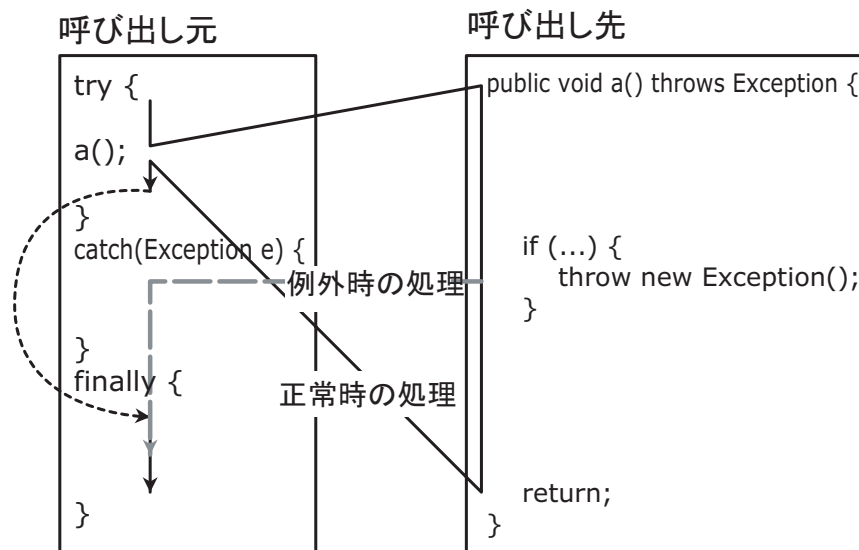 呼び出し元
try {
a();
}
catch(Exception e) {
}
finally {
}
呼び出し先
public void a() throws Exception {
if (...) {
throw new Exception();
}
return;
}
例外時の処理
正常時の処理